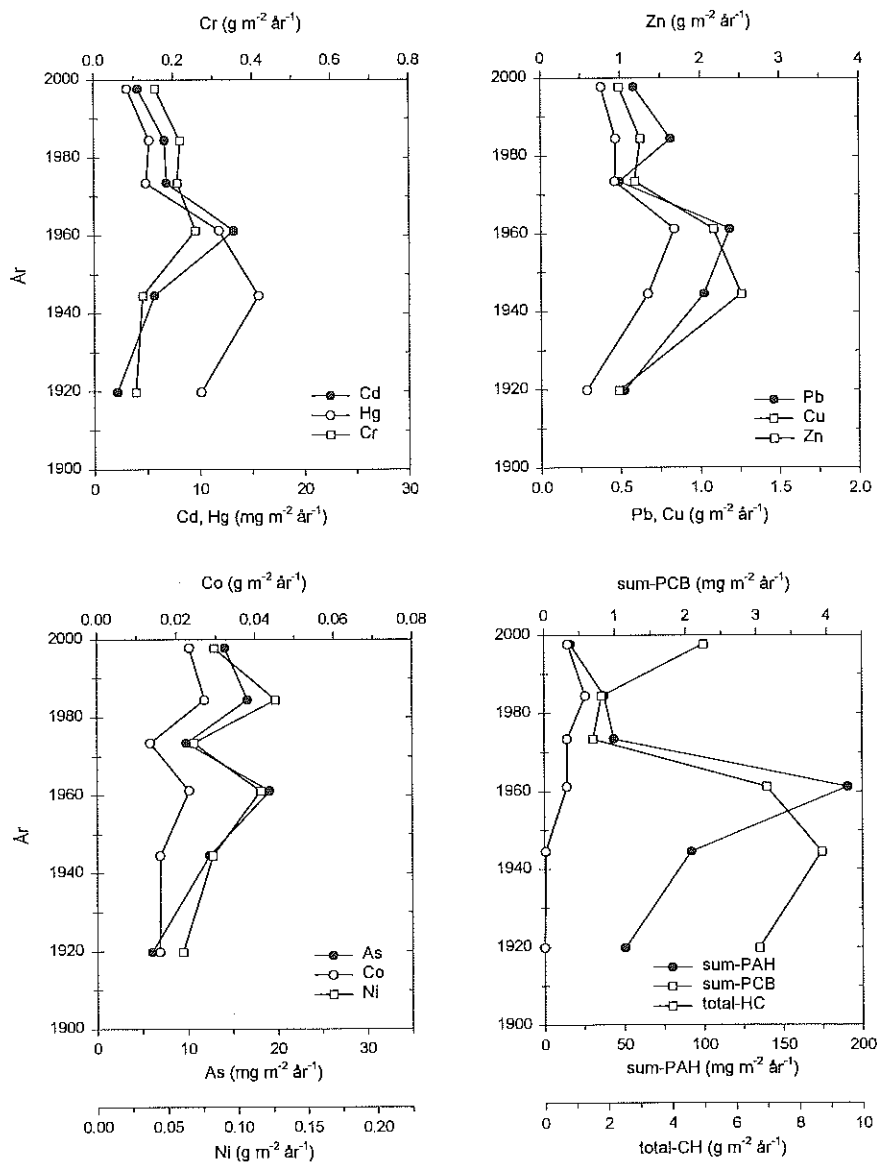 Cr (g m⁻² år⁻¹)
0.0 0.2 0.4 0.6 0.8
2000
1980
1960
1940
1920
1900
År
Cd
Hg
Cr
0 10 20 30
Cd, Hg (mg m⁻² år⁻¹)
Zn (g m⁻² år⁻¹)
0 1 2 3 4
2000
1980
1960
1940
1920
1900
Pb
Cu
Zn
0.0 0.5 1.0 1.5 2.0
Pb, Cu (g m⁻² år⁻¹)
Co (g m⁻² år⁻¹)
0.00 0.02 0.04 0.06 0.08
2000
1980
1960
1940
1920
1900
År
As
Co
Ni
0 10 20 30
As (mg m⁻² år⁻¹)
0.00 0.05 0.10 0.15 0.20
Ni (g m⁻² år⁻¹)
sum-PCB (mg m⁻² år⁻¹)
0 1 2 3 4
2000
1980
1960
1940
1920
1900
sum-PAH
sum-PCB
total-HC
0 50 100 150 200
sum-PAH (mg m⁻² år⁻¹)
0 2 4 6 8 10
total-CH (g m⁻² år⁻¹)